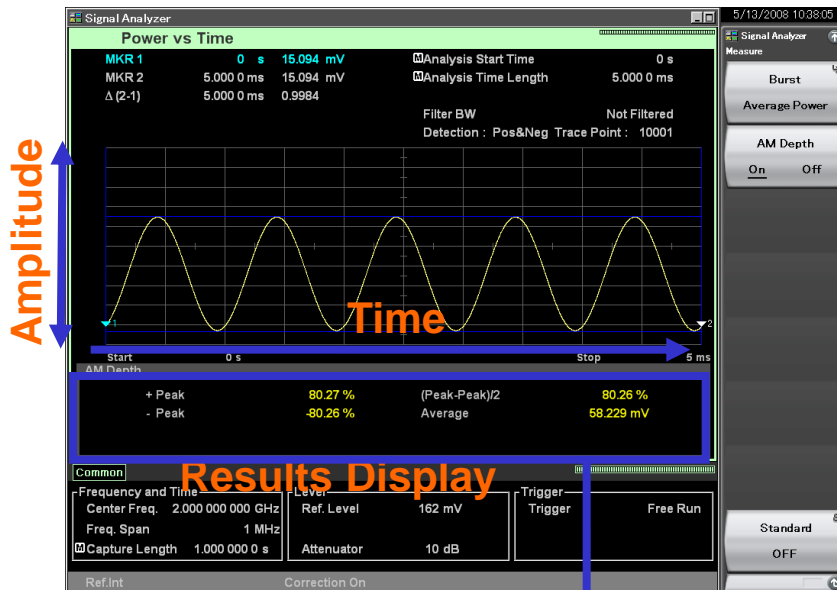 Signal Analyzer
5/13/2008 10:38:05
Power vs Time
Signal Analyzer
Measure
MKR 1 0 s 15.094 mV
MKR 2 5.000 0 ms 15.094 mV
Δ (2-1) 5.000 0 ms 0.9984
M Analysis Start Time 0 s
M Analysis Time Length 5.000 0 ms
Filter BW Not Filtered
Detection : Pos&Neg Trace Point : 10001
Burst
Average Power
AM Depth
On Off
Amplitude
1
2
Time
Start 0 s Stop 5 ms
AM Depth
+ Peak 80.27 % (Peak-Peak)/2 80.26 %
- Peak -80.26 % Average 58.229 mV
Results Display
Common
Frequency and Time
Center Freq. 2.000 000 000 GHz
Freq. Span 1 MHz
M Capture Length 1.000 000 0 s
Level
Ref. Level 162 mV
Attenuator 10 dB
Trigger
Trigger Free Run
Standard
OFF
Ref.Int Correction On